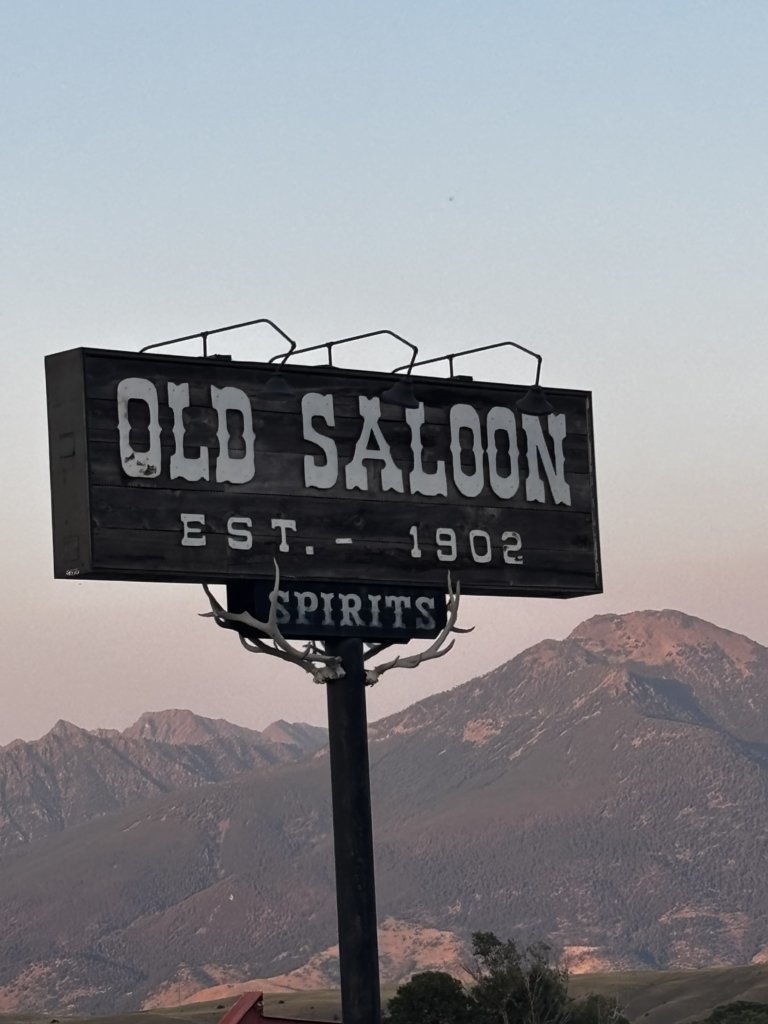 OLD SALOON
EST. - 1902
SPIRITS